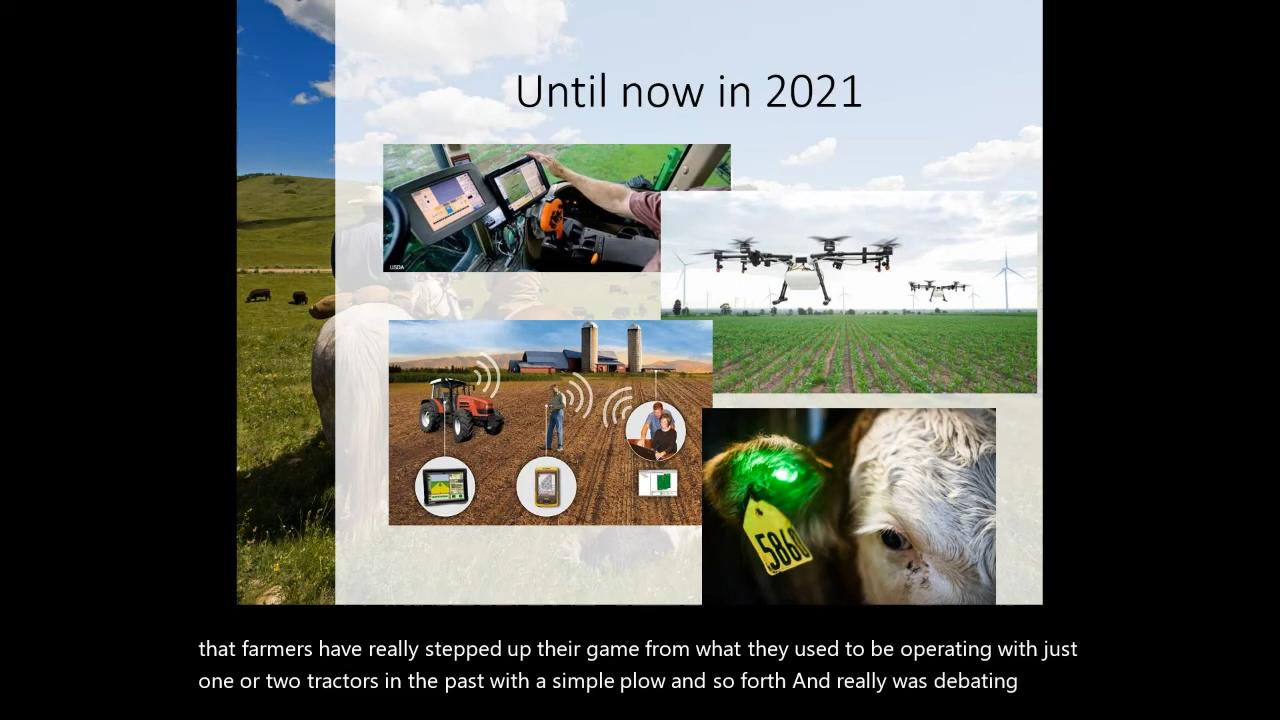 Until now in 2021
USDA
5860
that farmers have really stepped up their game from what they used to be operating with just
one or two tractors in the past with a simple plow and so forth And really was debating